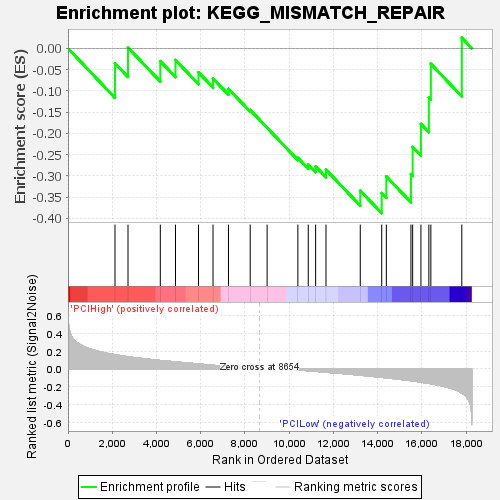 Enrichment plot: KEGG_MISMATCH_REPAIR
Enrichment score (ES)
0.00
-0.05
-0.10
-0.15
-0.20
-0.25
-0.30
-0.35
-0.40
Ranked list metric (Signal2Noise)
'PCIHigh' (positively correlated)
0.6
0.4
0.2
0.0
-0.2
-0.4
-0.6
Zero cross at 8654
'PCILow' (negatively correlated)
0 2,000 4,000 6,000 8,000 10,000 12,000 14,000 16,000 18,000
Rank in Ordered Dataset
Enrichment profile Hits Ranking metric scores